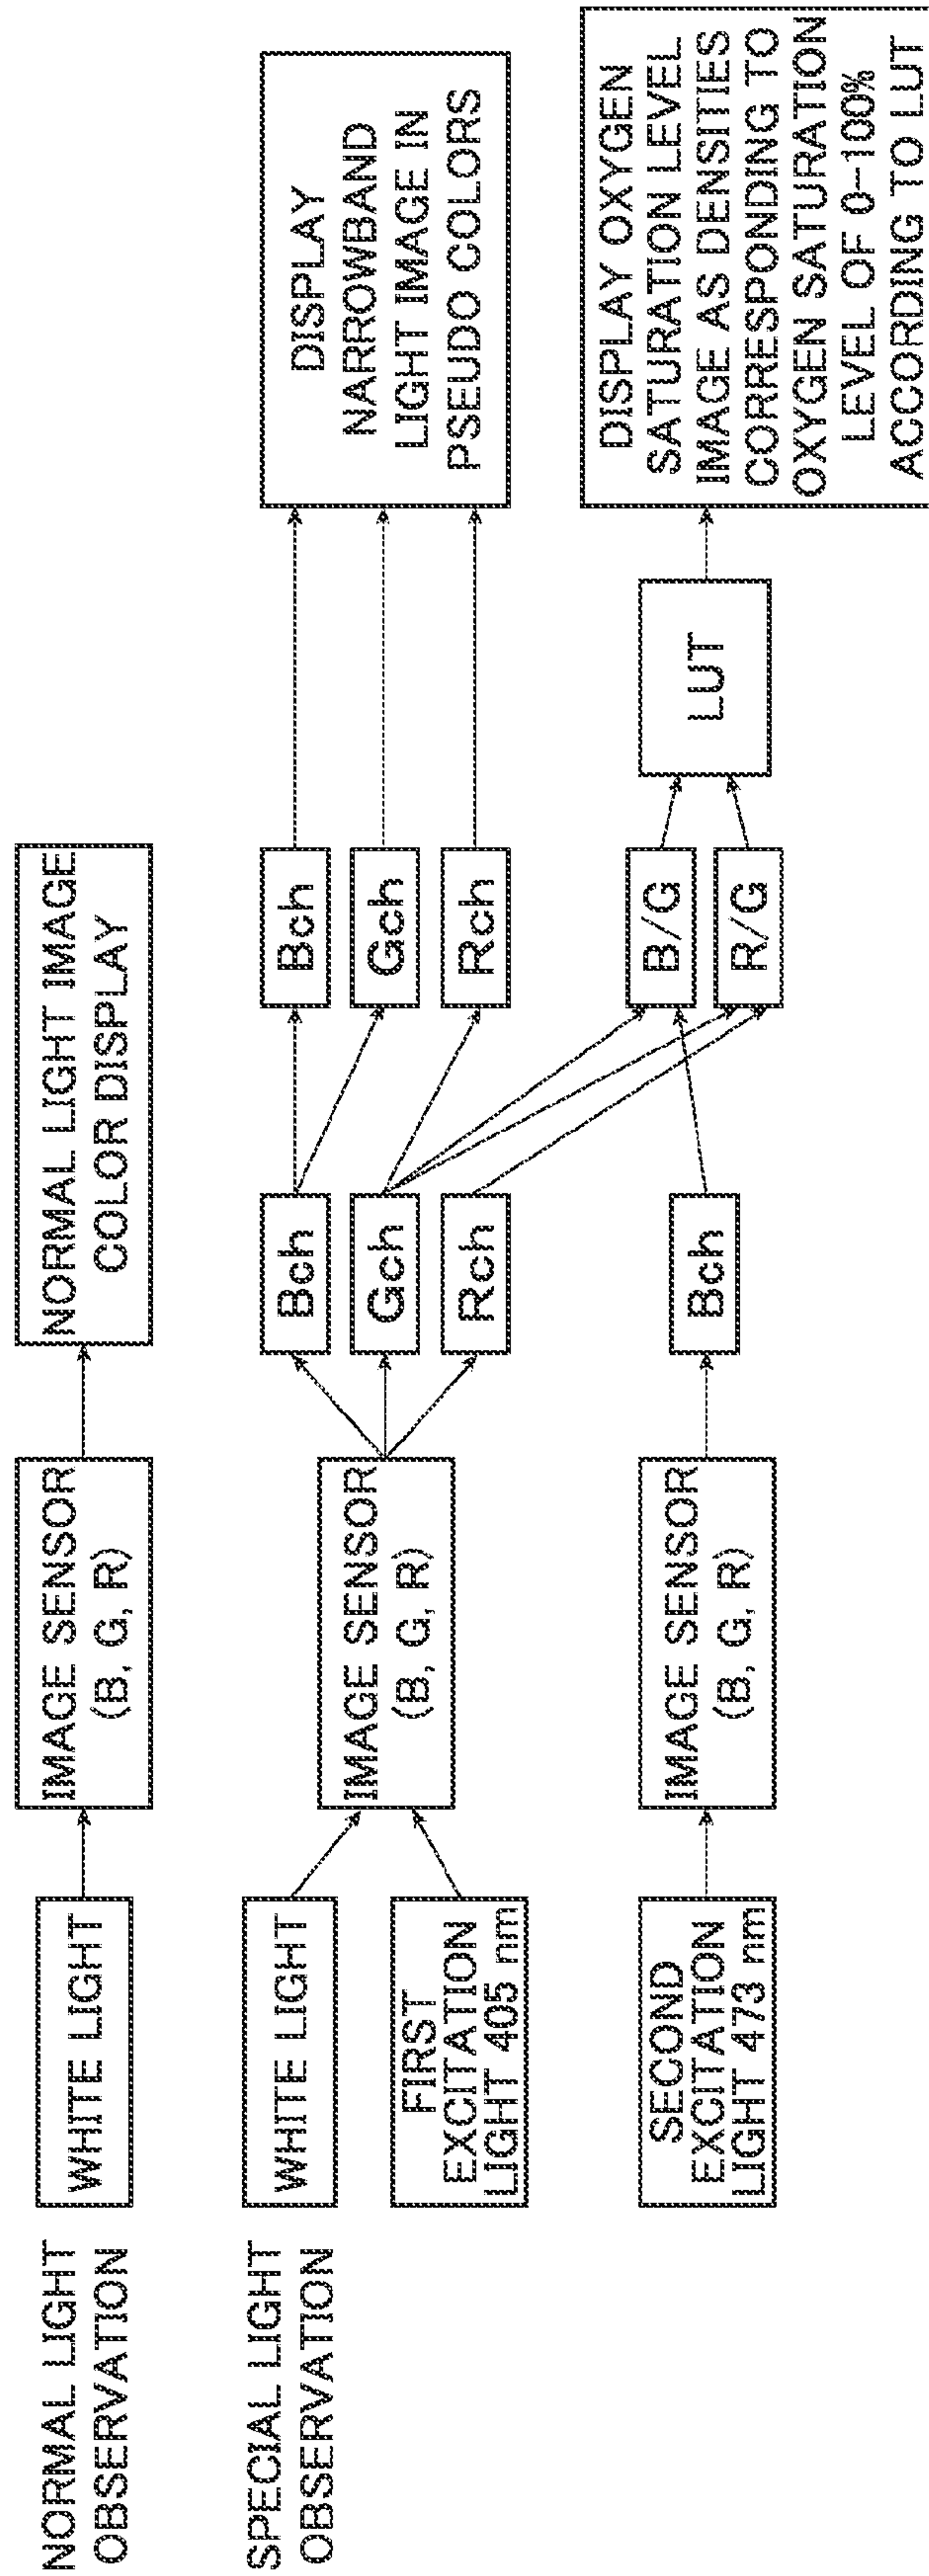 NORMAL LIGHT
OBSERVATION
WHITE LIGHT
IMAGE SENSOR
(B, G, R)
NORMAL LIGHT IMAGE
COLOR DISPLAY
SPECIAL LIGHT
OBSERVATION
WHITE LIGHT
FIRST
EXCITATION
LIGHT 405 nm
IMAGE SENSOR
(B, G, R)
Bch
Gch
Rch
Bch
Gch
Rch
DISPLAY
NARROWBAND
LIGHT IMAGE IN
PSEUDO COLORS
SECOND
EXCITATION
LIGHT 473 nm
IMAGE SENSOR
(B, G, R)
Bch
B/G
R/G
LUT
DISPLAY OXYGEN
SATURATION LEVEL
IMAGE AS DENSITIES
CORRESPONDING TO
OXYGEN SATURATION
LEVEL OF 0-100%
ACCORDING TO LUT